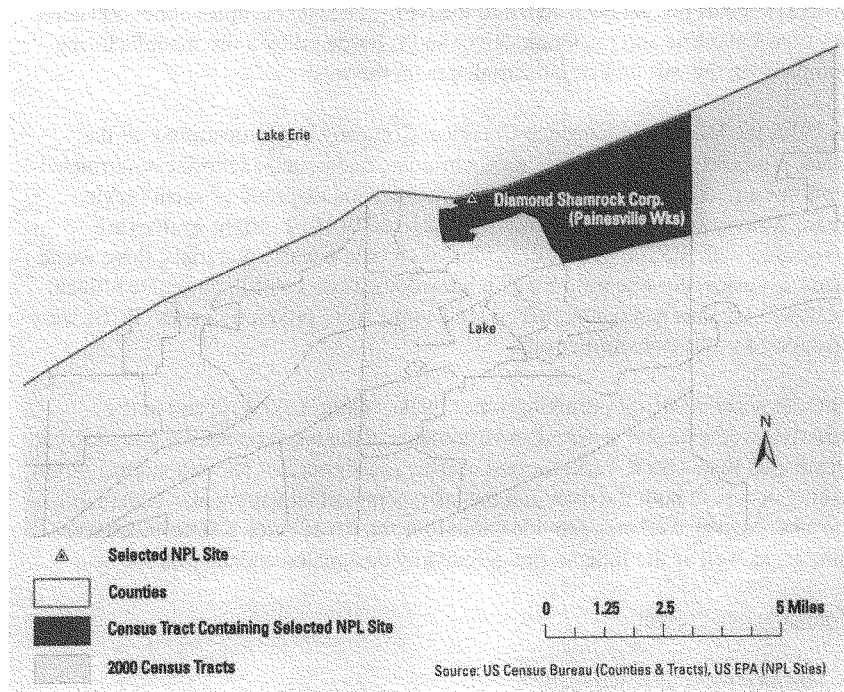 Lake Erie
Diamond Shamrock Corp.
(Painesville Wks)
Lake
N
Selected NPL Site
Counties
Census Tract Containing Selected NPL Site
2000 Census Tracts
0 1.25 2.5 5 Miles
Source: US Census Bureau (Counties & Tracts), US EPA (NPL Sties)